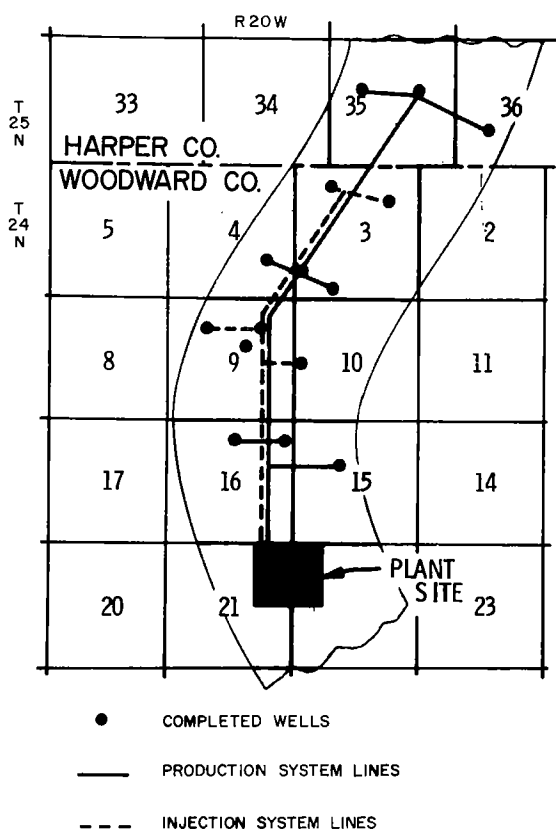 R20W
T
25
N
33
34
35
36
HARPER CO.
WOODWARD CO.
T
24
N
5
4
3
2
8
9
10
11
17
16
15
14
20
21
23
PLANT
SITE
COMPLETED WELLS
PRODUCTION SYSTEM LINES
INJECTION SYSTEM LINES